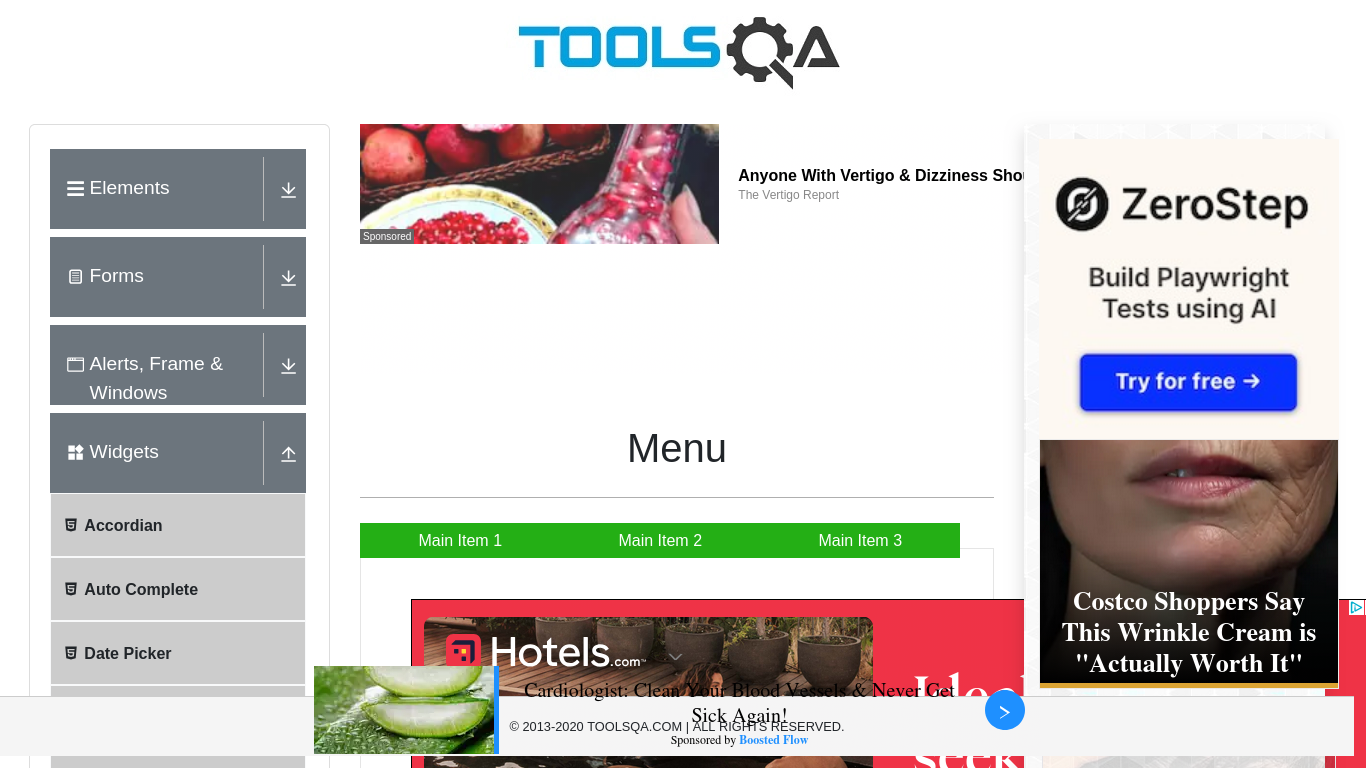 TOOLSQA
Elements
Forms
Alerts, Frame &
Windows
Widgets
Accordian
Auto Complete
Date Picker
Sponsored
Anyone With Vertigo & Dizziness
The Vertigo Report
Menu
Main Item 1
Main Item 2
Main Item 3
ZeroStep
Build Playwright
Tests using AI
Try for free →
Costco Shoppers Say
This Wrinkle Cream is
"Actually Worth It"
Hotels.com™
Cardiologist: Clean Your Blood Vessels & Never Get
Sick Again!
© 2013-2020 TOOLSQA.COM | ALL RIGHTS RESERVED.
Sponsored by Boosted Flow